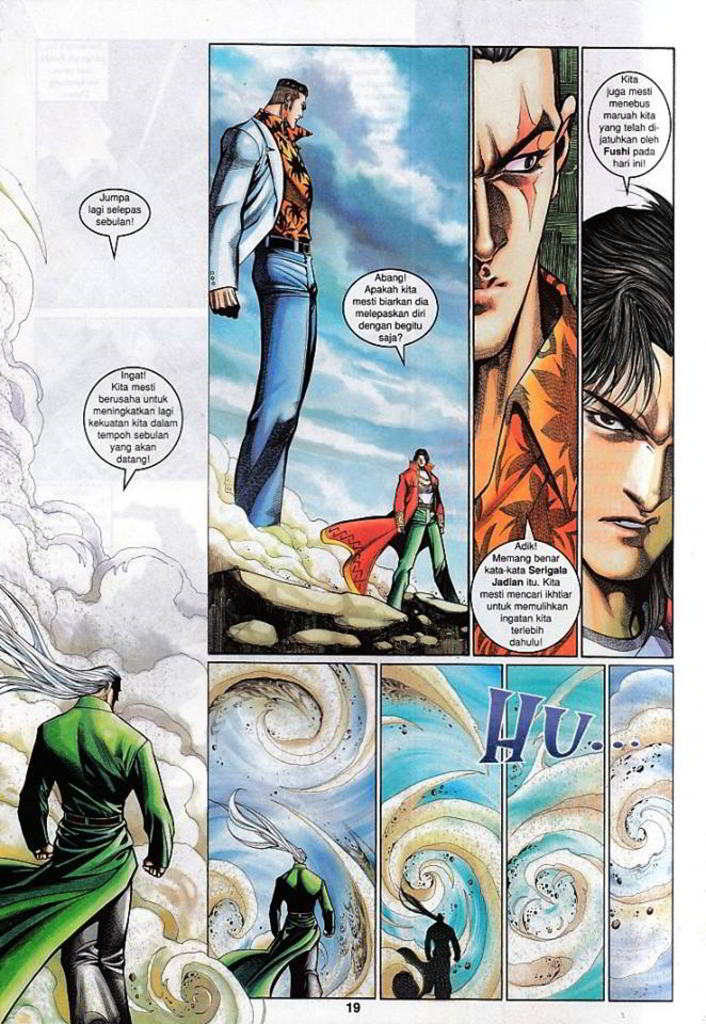 Jumpa
lagi selepas
sebulan!
Ingat!
Kita mesti
berusaha untuk
meningkatkan lagi
kekuatan kita dalam
tempoh sebulan
yang akan
datang!
Abang!
Apakah kita
mesti biarkan dia
melepaskan diri
dengan begitu
saja?
Adik!
Memang benar
kata-kata Serigala
Jadian itu. Kita
mesti mencari ikhtiar
untuk memulihkan
ingatan kita
terlebih
dahulu!
Kita
juga mesti
menebus
maruah kita
yang telah di-
jatuhkan oleh
Fushi pada
hari ini!
HU...
19